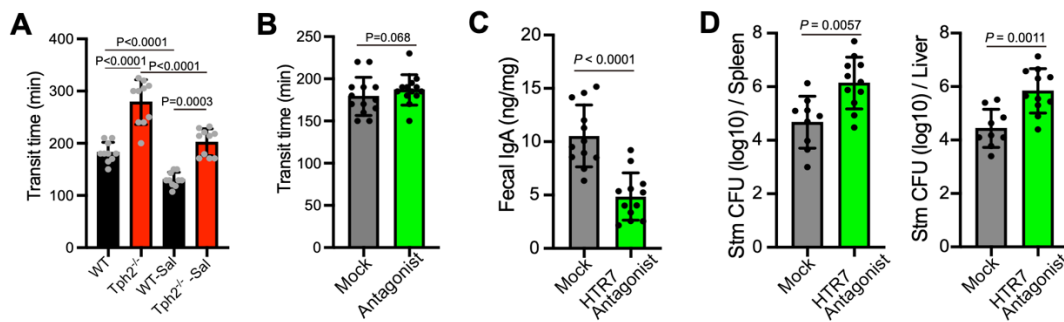 A
Transit time (min)
400
300
200
100
0
P<0.0001
P<0.0001
P<0.0001
P=0.0003
WT
Tph2-/-
WT-Sal
Tph2-/- -Sal
B
Transit time (min)
250
200
150
100
50
0
P=0.068
Mock
Antagonist
C
Fecal IgA (ng/mg)
20
15
10
5
0
P < 0.0001
Mock
HTR7
Antagonist
D
Stm CFU (log10) / Spleen
8
6
4
2
0
P = 0.0057
Mock
HTR7
Antagonist
Stm CFU (log10) / Liver
8
6
4
2
0
P = 0.0011
Mock
HTR7
Antagonist